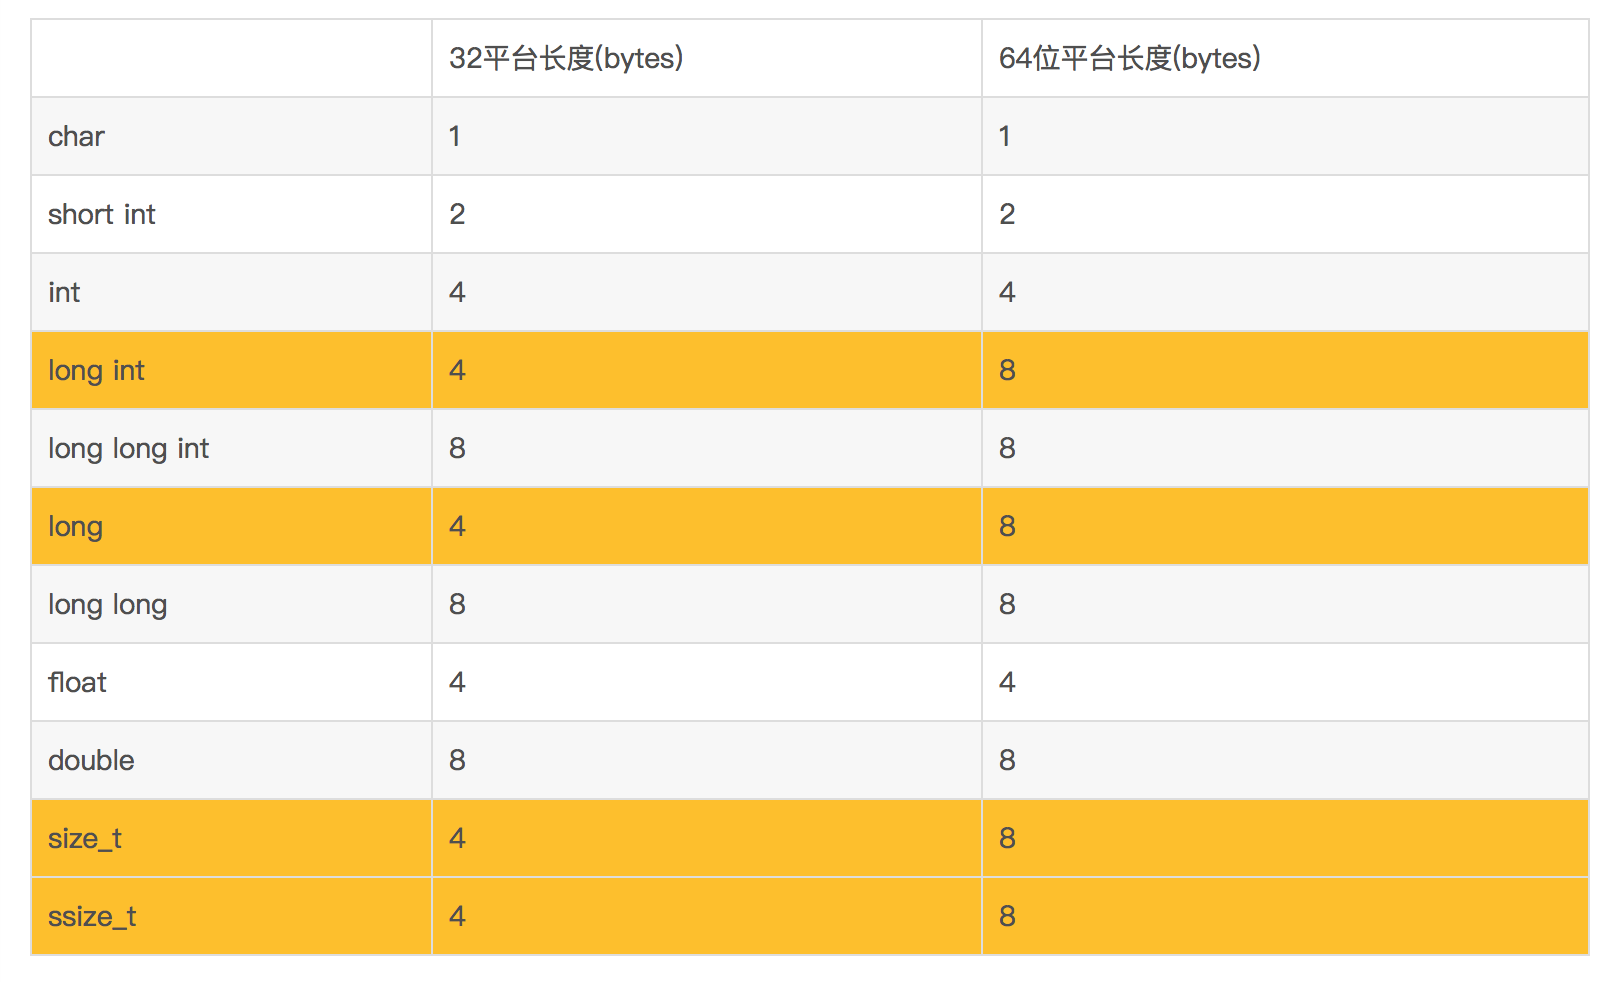 32平台长度(bytes) 64位平台长度(bytes)
char 1 1
short int 2 2
int 4 4
long int 4 8
long long int 8 8
long 4 8
long long 8 8
float 4 4
double 8 8
size_t 4 8
ssize_t 4 8